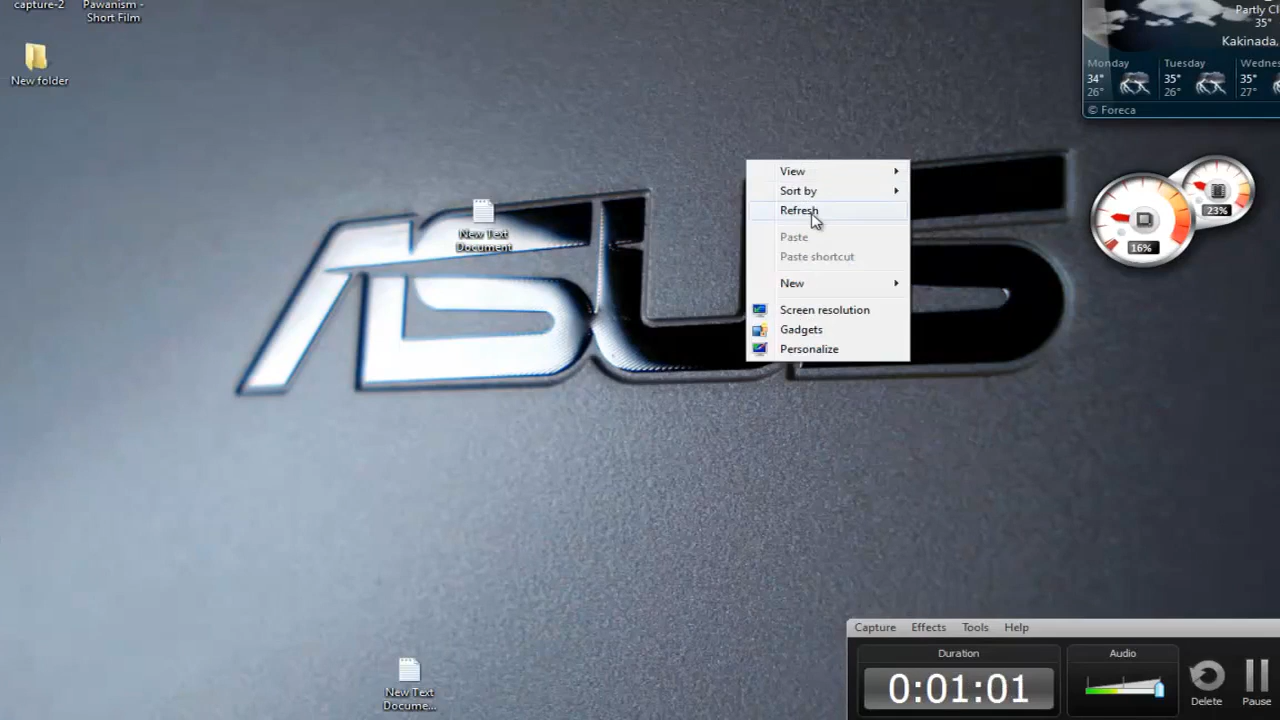 capture-2
Pawanism -
Short Film
New folder
New Text
Document
New Text
Docume...
ASUS
View
Sort by
Refresh
Paste
Paste shortcut
New
Screen resolution
Gadgets
Personalize
Partly Cl
35°
Kakinada,
Monday
34°
26°
Tuesday
35°
26°
Wednes
35°
27°
© Foreca
23%
16%
Capture Effects Tools Help
Duration
0:01:01
Audio
Delete
Pause